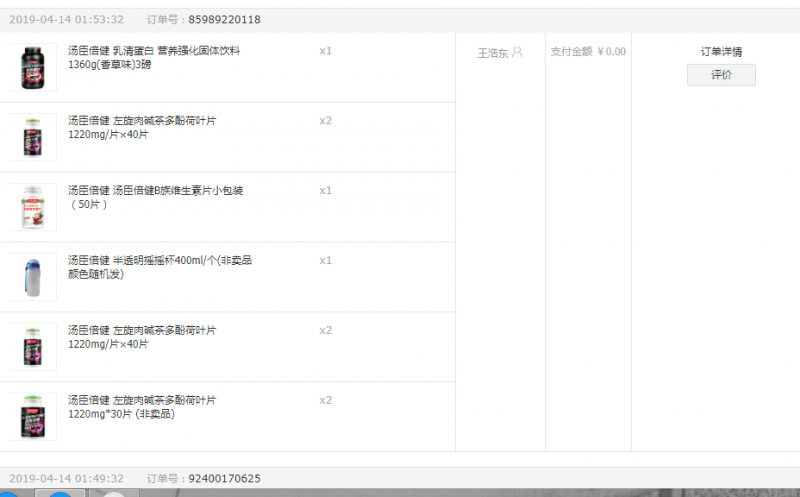 2019-04-14 01:53:32 订单号：85989220118
汤臣倍健 乳清蛋白 营养强化固体饮料 x1 王浩东 支付金额 ￥0.00 订单详情
1360g(香草味)3磅
评价
汤臣倍健 左旋肉碱茶多酚荷叶片 x2
1220mg/片×40片
汤臣倍健 汤臣倍健B族维生素片小包装 x1
（50片）
汤臣倍健 半透明摇摇杯400ml/个(非卖品 x1
颜色随机发)
汤臣倍健 左旋肉碱茶多酚荷叶片 x2
1220mg/片×40片
汤臣倍健 左旋肉碱茶多酚荷叶片 x2
1220mg*30片 (非卖品)
2019-04-14 01:49:32 订单号：92400170625